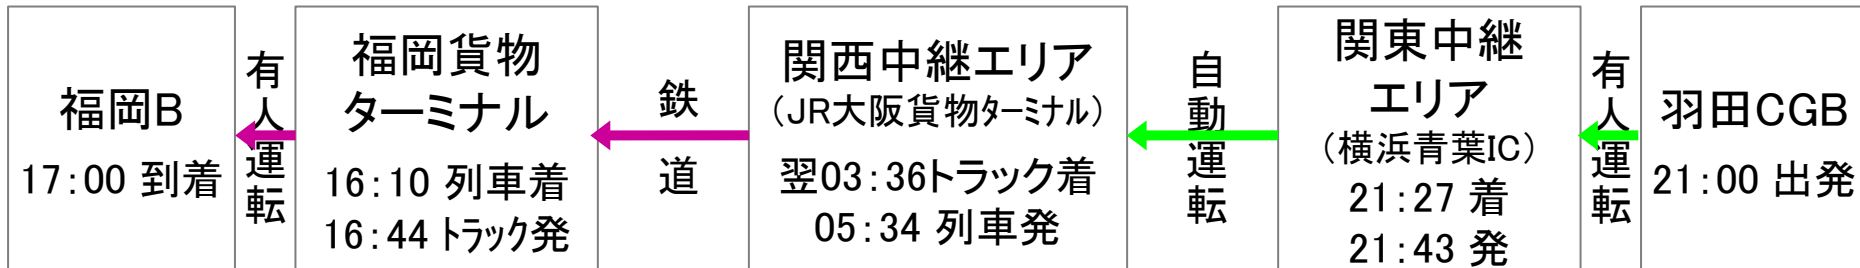 福岡B
17:00 到着
有人運転
福岡貨物
ターミナル
16:10 列車着
16:44 トラック発
鉄道
関西中継エリア
(JR大阪貨物ターミナル)
翌03:36トラック着
05:34 列車発
自動運転
関東中継
エリア
(横浜青葉IC)
21:27 着
21:43 発
有人運転
羽田CGB
21:00 出発